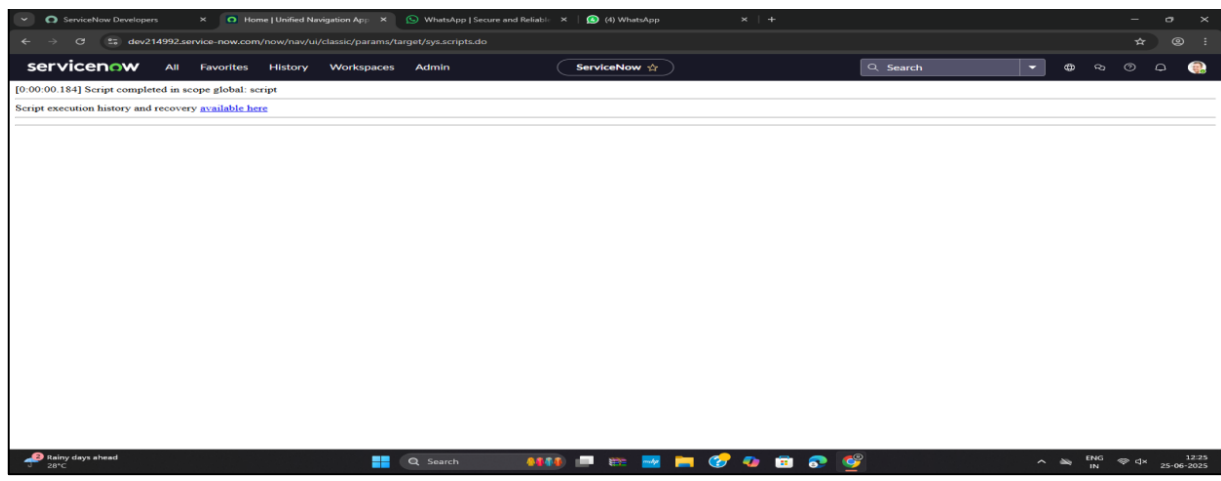 ServiceNow Developers
Home | Unified Navigation App
WhatsApp | Secure and Reliable
(4) WhatsApp
dev214992.service-now.com/now/nav/ui/classic/params/target/sys.scripts.do
servicenow All Favorites History Workspaces Admin ServiceNow Search
[0:00:00.184] Script completed in scope global: script
Script execution history and recovery available here
2 Rainy days ahead
28°C
Search
ENG
IN
12:25
25-06-2025